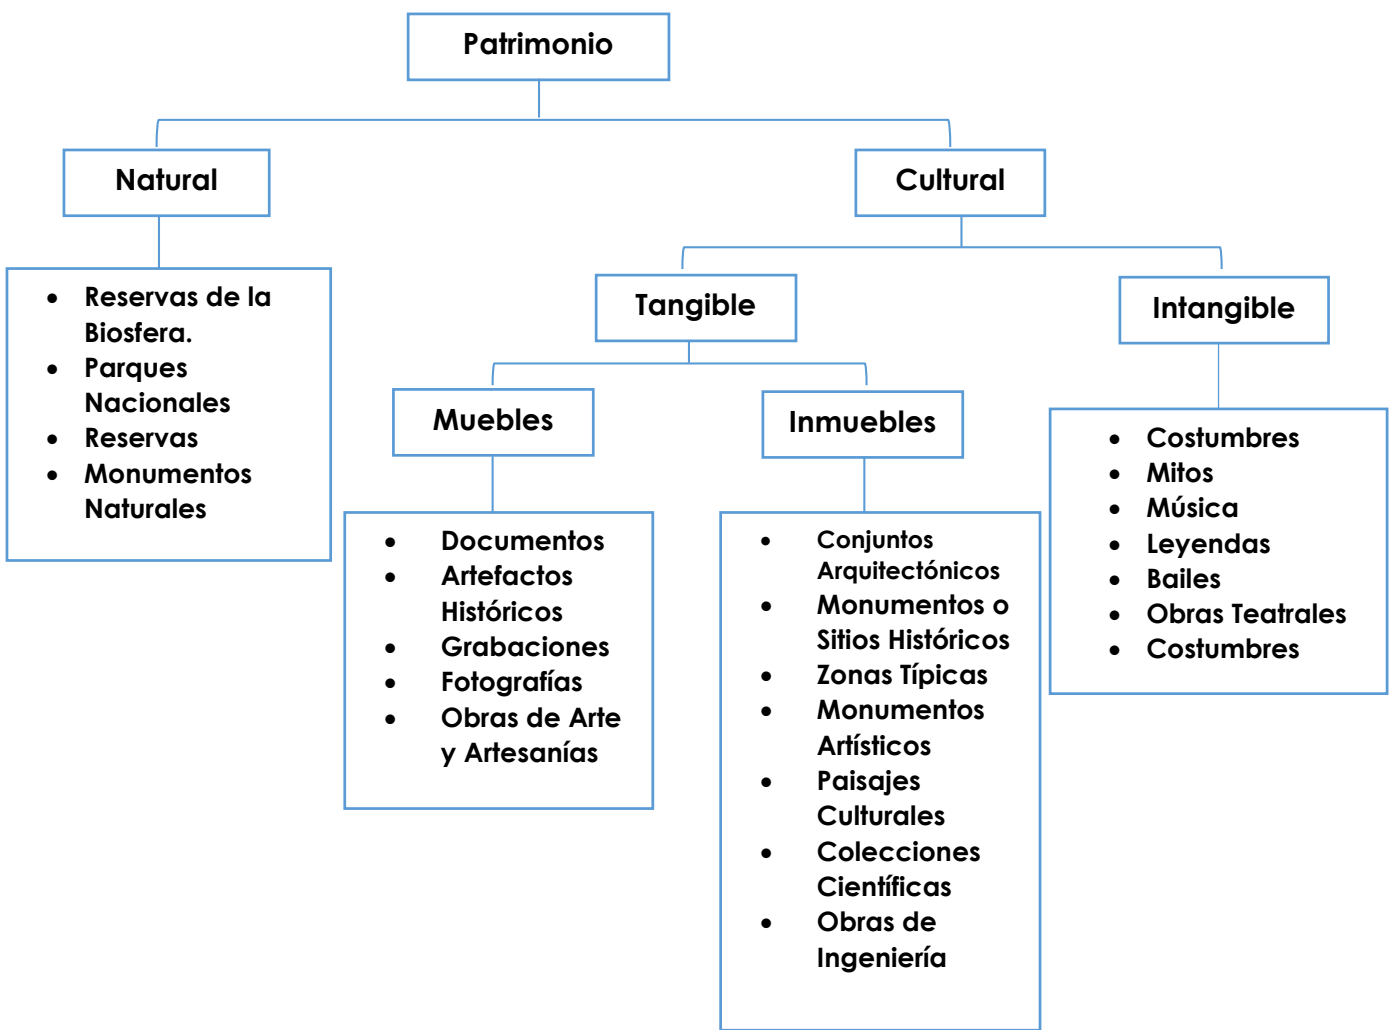 Patrimonio
Natural
Cultural
• Reservas de la
Biosfera.
• Parques
Nacionales
• Reservas
• Monumentos
Naturales
Tangible
Intangible
Muebles
Inmuebles
• Documentos
• Artefactos
Históricos
• Grabaciones
• Fotografías
• Obras de Arte
y Artesanías
• Conjuntos
Arquitectónicos
• Monumentos o
Sitios Históricos
• Zonas Típicas
• Monumentos
Artísticos
• Paisajes
Culturales
• Colecciones
Científicas
• Obras de
Ingeniería
• Costumbres
• Mitos
• Música
• Leyendas
• Bailes
• Obras Teatrales
• Costumbres